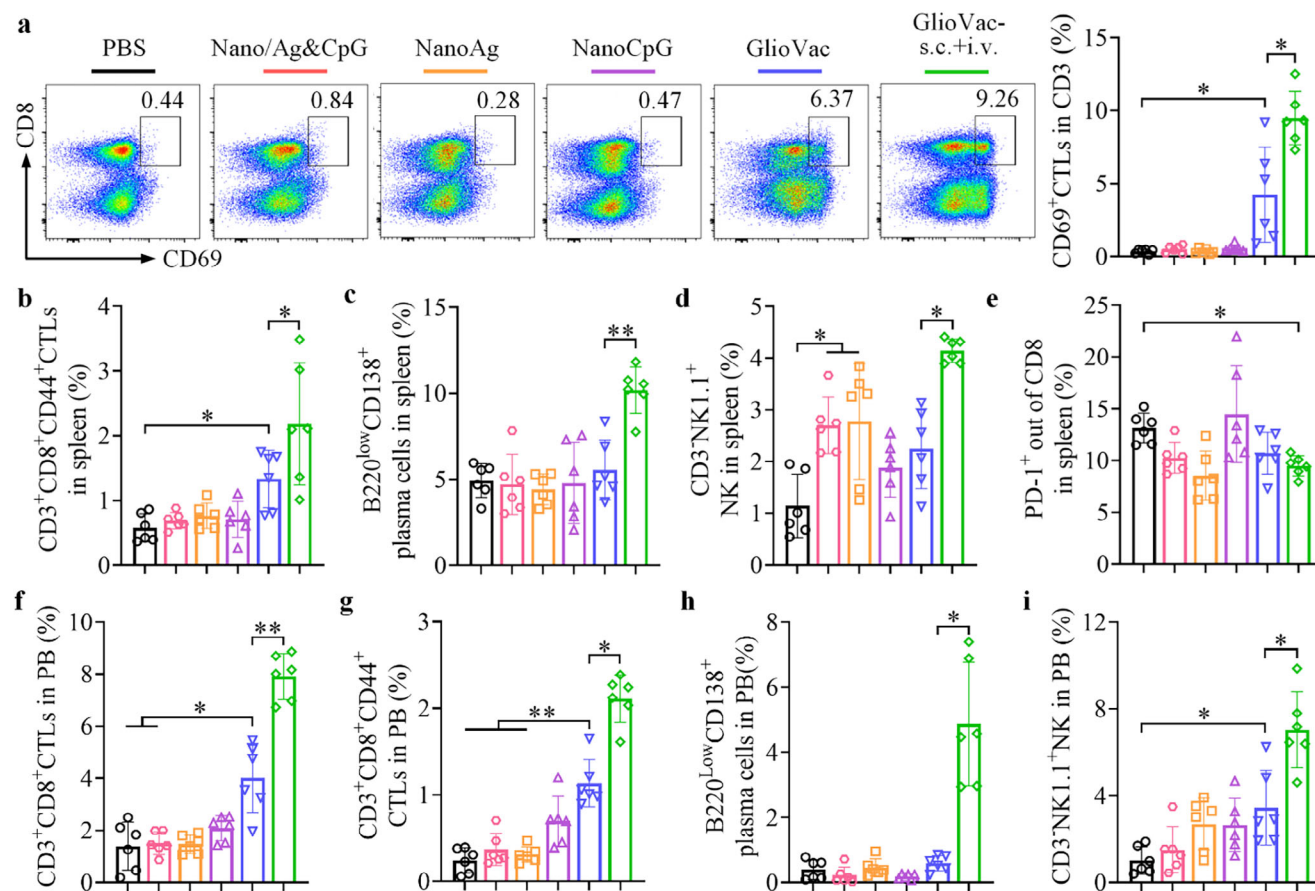 a
PBS
Nano/Ag&CpG
NanoAg
NanoCpG
GlioVac
GlioVac-
s.c.+i.v.
0.44
0.84
0.28
0.47
6.37
9.26
CD8
CD69
CD69⁺CTLs in CD3 (%)
15
10
5
0
*
*
b
CD3⁺CD8⁺CD44⁺CTLs
in spleen (%)
4
3
2
1
0
*
*
c
B220ˡᵒʷCD138⁺
plasma cells in spleen (%)
15
10
5
0
**
d
CD3⁻NK1.1⁺
NK in spleen (%)
5
4
3
2
1
0
*
*
e
PD-1⁺ out of CD8
in spleen (%)
25
20
15
10
5
0
*
f
CD3⁺CD8⁺CTLs in PB (%)
10
8
6
4
2
0
*
**
g
CD3⁺CD8⁺CD44⁺
CTLs in PB (%)
3
2
1
0
**
*
h
B220ᴸᵒʷCD138⁺
plasma cells in PB(%)
8
6
4
2
0
*
i
CD3⁻NK1.1⁺NK in PB (%)
12
9
6
3
0
*
*